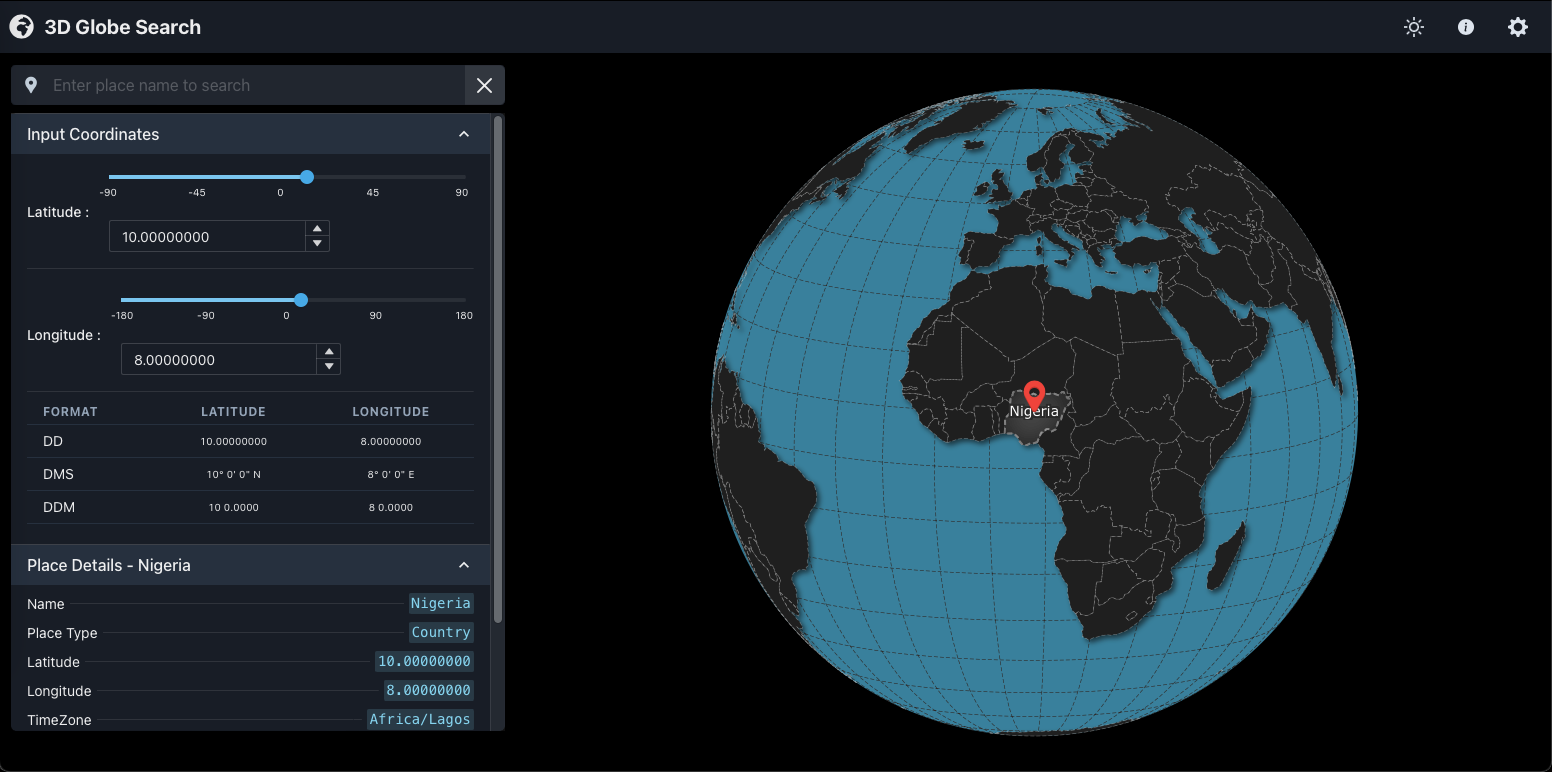 3D Globe Search
Enter place name to search
Input Coordinates
-90 -45 0 45 90
Latitude :
10.00000000
-180 -90 0 90 180
Longitude :
8.00000000
FORMAT LATITUDE LONGITUDE
DD 10.00000000 8.00000000
DMS 10° 0' 0" N 8° 0' 0" E
DDM 10 0.0000 8 0.0000
Place Details - Nigeria
Name Nigeria
Place Type Country
Latitude 10.00000000
Longitude 8.00000000
TimeZone Africa/Lagos
Nigeria